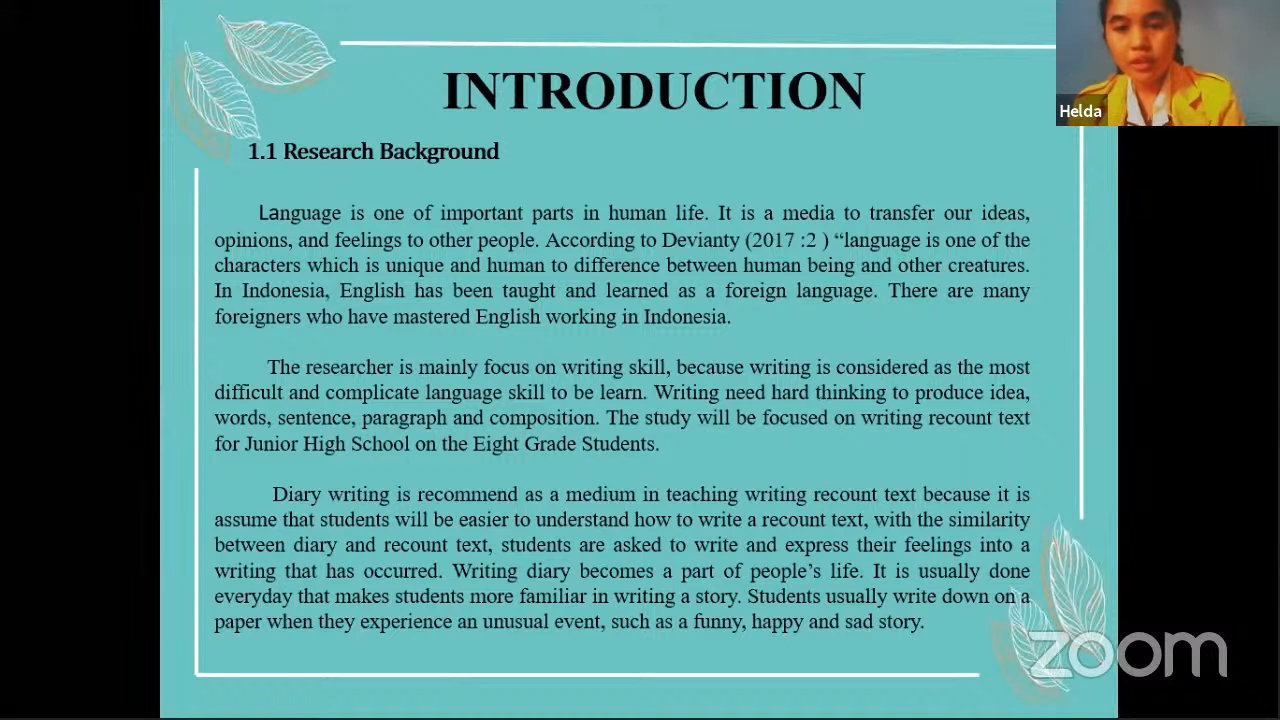 INTRODUCTION
Helda
1.1 Research Background
Language is one of important parts in human life. It is a media to transfer our ideas,
opinions, and feelings to other people. According to Devianty (2017 :2 ) “language is one of the
characters which is unique and human to difference between human being and other creatures.
In Indonesia, English has been taught and learned as a foreign language. There are many
foreigners who have mastered English working in Indonesia.
The researcher is mainly focus on writing skill, because writing is considered as the most
difficult and complicate language skill to be learn. Writing need hard thinking to produce idea,
words, sentence, paragraph and composition. The study will be focused on writing recount text
for Junior High School on the Eight Grade Students.
Diary writing is recommend as a medium in teaching writing recount text because it is
assume that students will be easier to understand how to write a recount text, with the similarity
between diary and recount text, students are asked to write and express their feelings into a
writing that has occurred. Writing diary becomes a part of people’s life. It is usually done
everyday that makes students more familiar in writing a story. Students usually write down on a
paper when they experience an unusual event, such as a funny, happy and sad story.
zoom